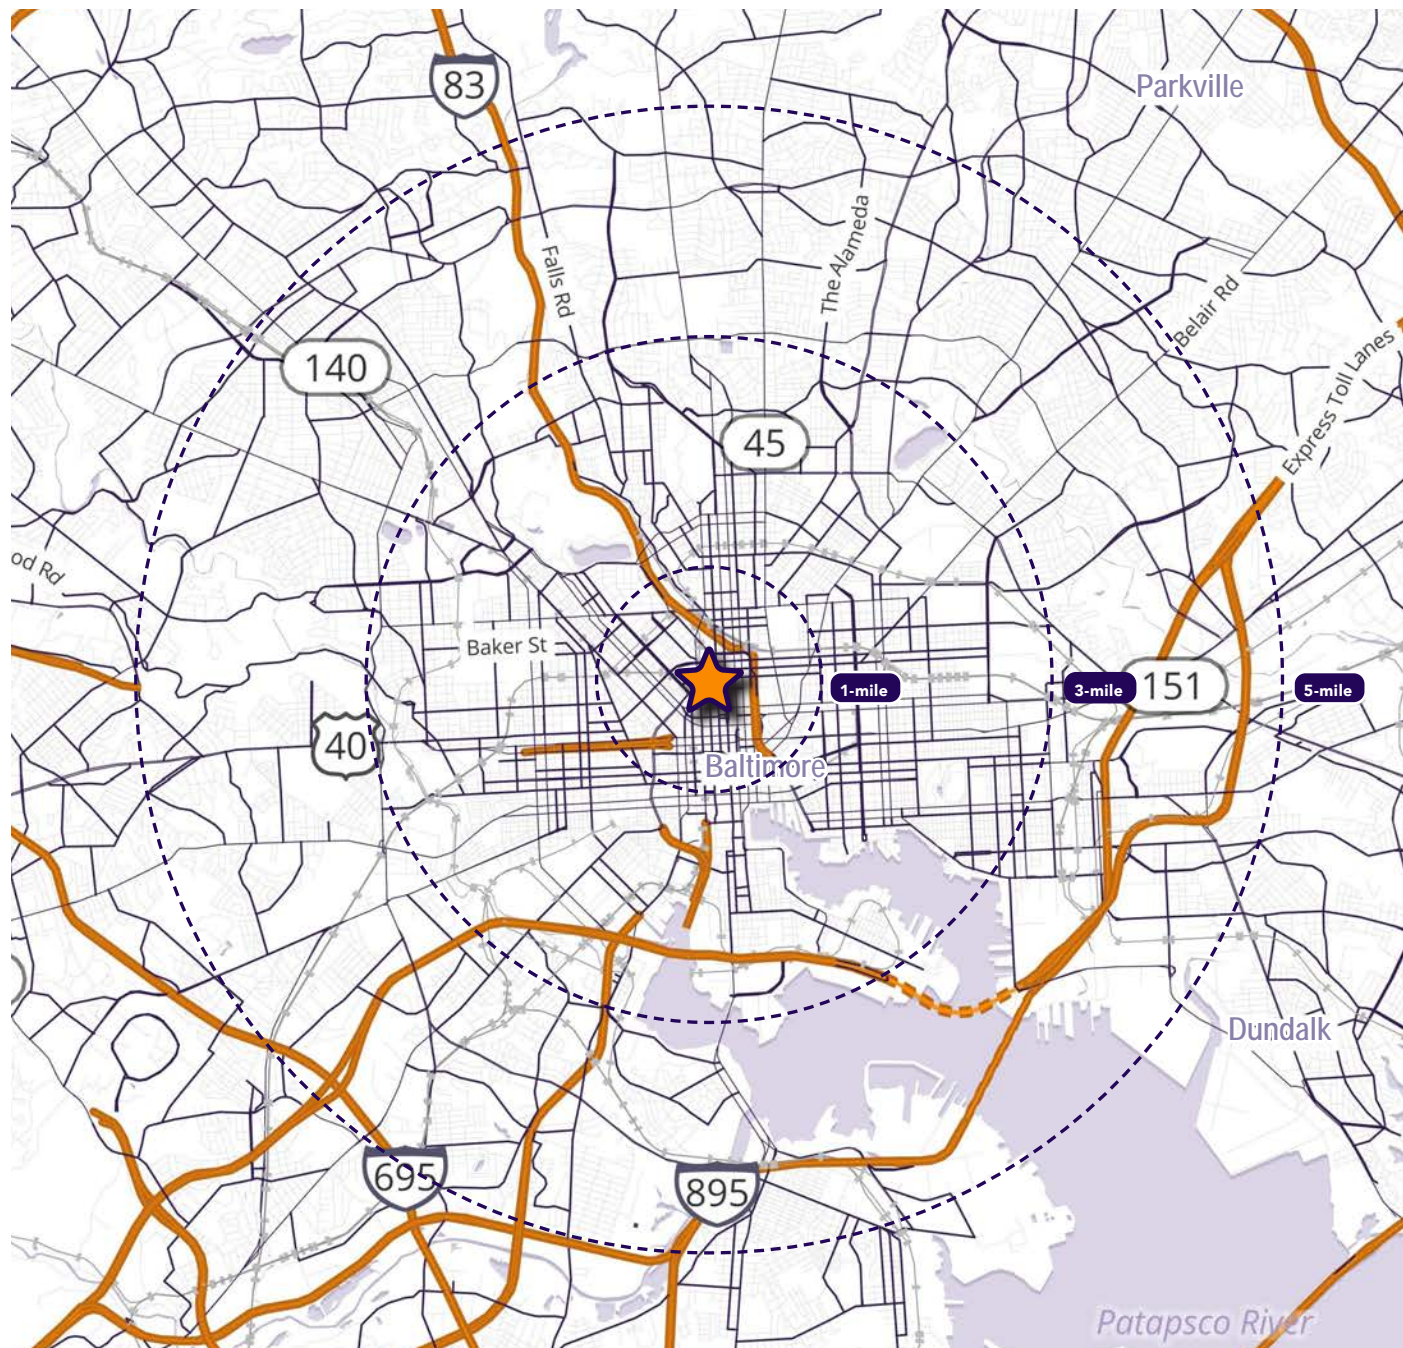 83
Parkville
The Alameda
Falls Rd
Belair Rd
Express Toll Lanes
140
45
od Rd
Baker St
1-mile
3-mile
151
5-mile
40
Baltimore
Dundalk
695
895
Patapsco River